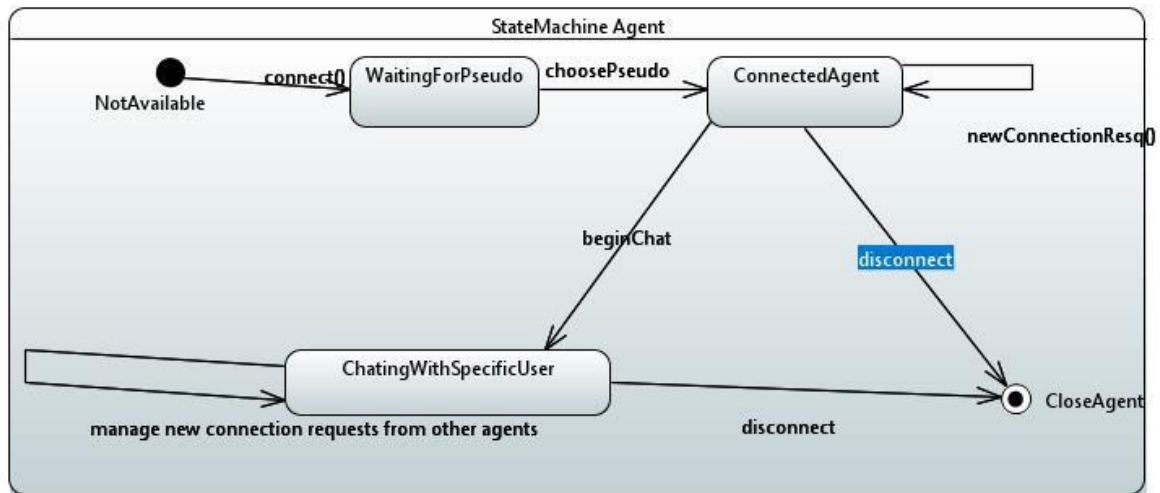 StateMachine Agent
connect()
WaitingForPseudo
choosePseudo
ConnectedAgent
NotAvailable
newConnectionResq()
beginChat
disconnect
ChatingWithSpecificUser
CloseAgent
manage new connection requests from other agents
disconnect